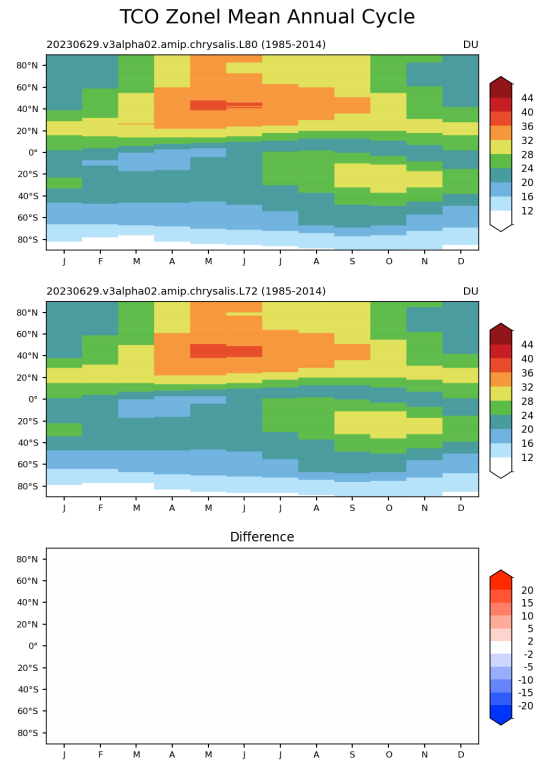 TCO Zonel Mean Annual Cycle
20230629.v3alpha02.amip.chrysalis.L80 (1985-2014) DU
80°N
60°N
40°N
20°N
0°
20°S
40°S
60°S
80°S
J F M A M J J A S O N D
44
40
36
32
28
24
20
16
12
20230629.v3alpha02.amip.chrysalis.L72 (1985-2014) DU
80°N
60°N
40°N
20°N
0°
20°S
40°S
60°S
80°S
J F M A M J J A S O N D
44
40
36
32
28
24
20
16
12
Difference
80°N
60°N
40°N
20°N
0°
20°S
40°S
60°S
80°S
J F M A M J J A S O N D
20
15
10
5
2
-2
-5
-10
-15
-20